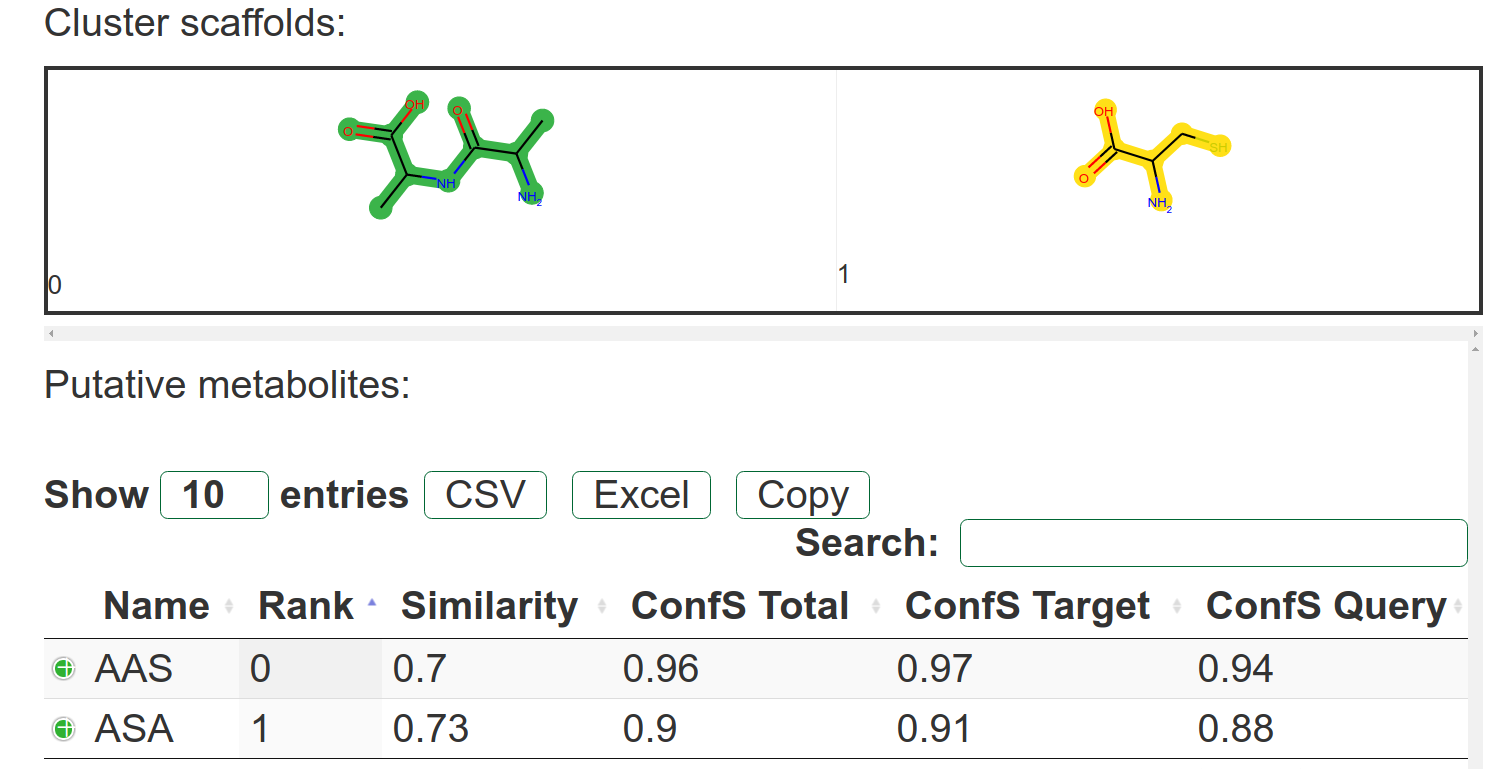 Cluster scaffolds:
OH O O NH NH2
OH O SH NH2
0 1
Putative metabolites:
Show 10 entries CSV Excel Copy
Search:
Name Rank Similarity ConfS Total ConfS Target ConfS Query
AAS 0 0.7 0.96 0.97 0.94
ASA 1 0.73 0.9 0.91 0.88